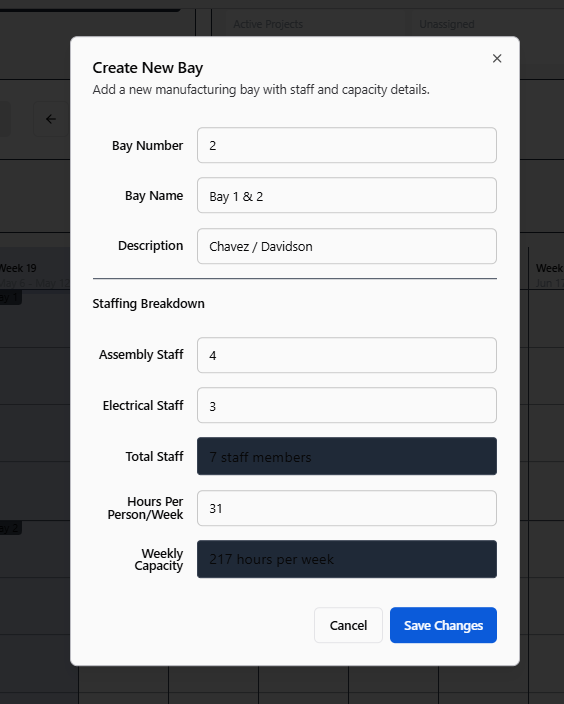 Active Projects
Unassigned
Create New Bay
Add a new manufacturing bay with staff and capacity details.
Bay Number
2
Bay Name
Bay 1 & 2
Description
Chavez / Davidson
Week 19
Week
Jun 1
Staffing Breakdown
Assembly Staff
4
Electrical Staff
3
Total Staff
7 staff members
Hours Per
Person/Week
31
Weekly
Capacity
217 hours per week
Cancel
Save Changes